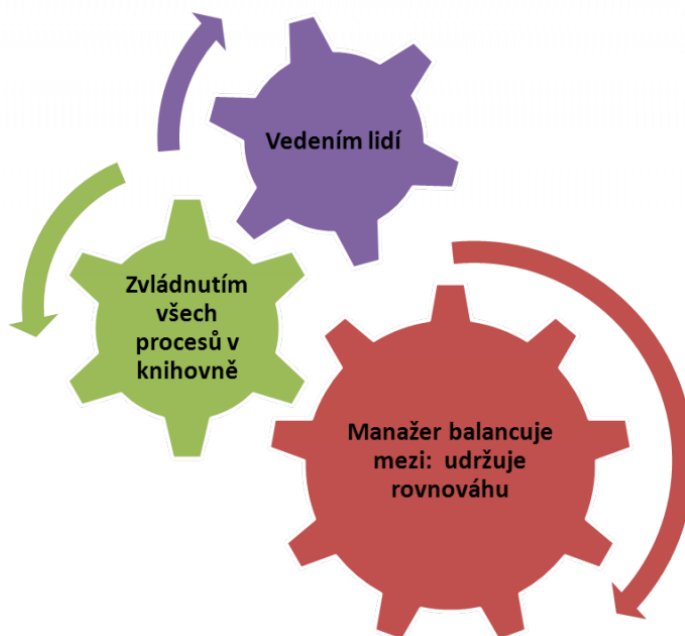 Vedením lidí
Zvládnutím
všech
procesů v
knihovně
Manažer balancuje
mezi:  udržuje
rovnováhu